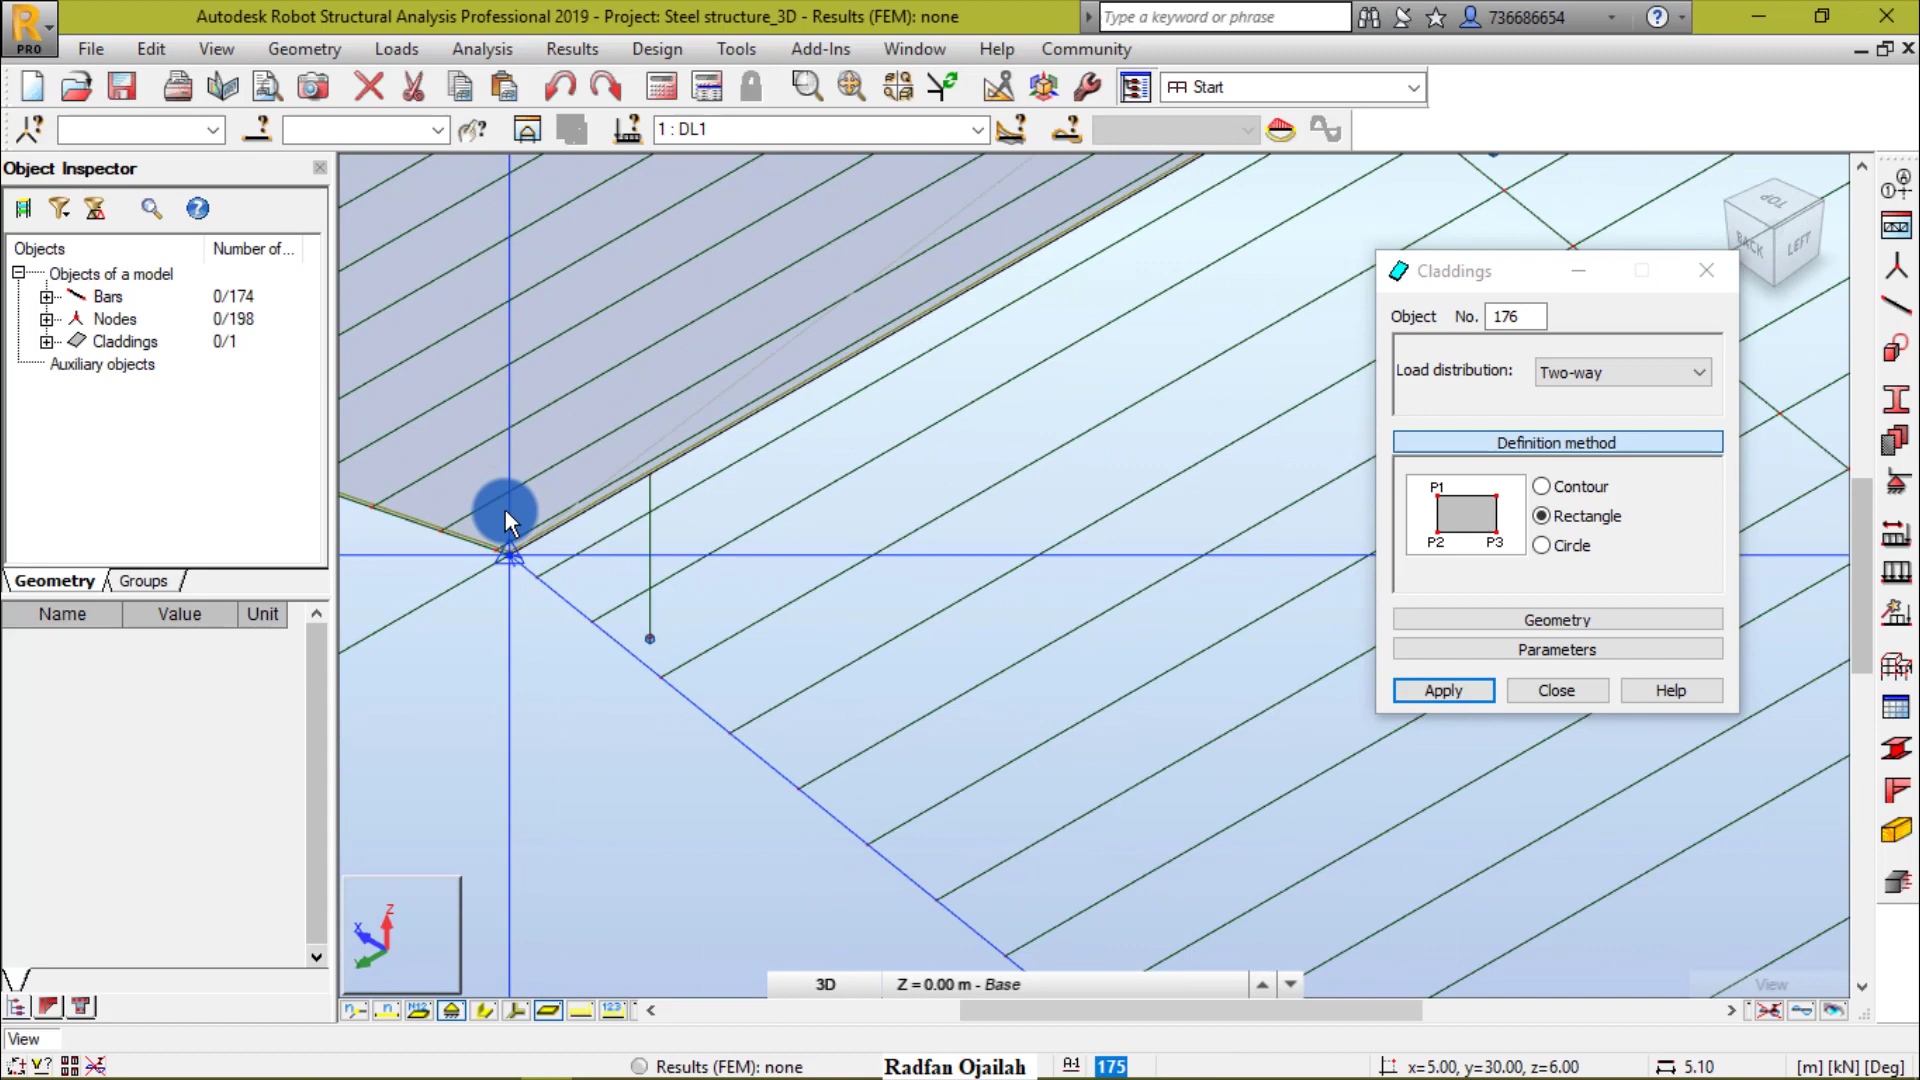 Autodesk Robot Structural Analysis Professional 2019 - Project: Steel structure_3D - Results (FEM): none
Type a keyword or phrase
736686654
PRO
File Edit View Geometry Loads Analysis Results Design Tools Add-Ins Window Help Community
Start
1 : DL1
Object Inspector
Objects Number of...
Objects of a model
Bars 0/174
Nodes 0/198
Claddings 0/1
Auxiliary objects
Geometry Groups
Name Value Unit
TOP
BACK LEFT
Claddings
Object No. 176
Load distribution: Two-way
Definition method
P1
P2 P3
Contour
Rectangle
Circle
Geometry
Parameters
Apply Close Help
Z
X
Y
3D Z = 0.00 m - Base
View
View
Results (FEM): none
Radfan Ojailah
175
x=5.00, y=30.00, z=6.00
5.10
[m] [kN] [Deg]